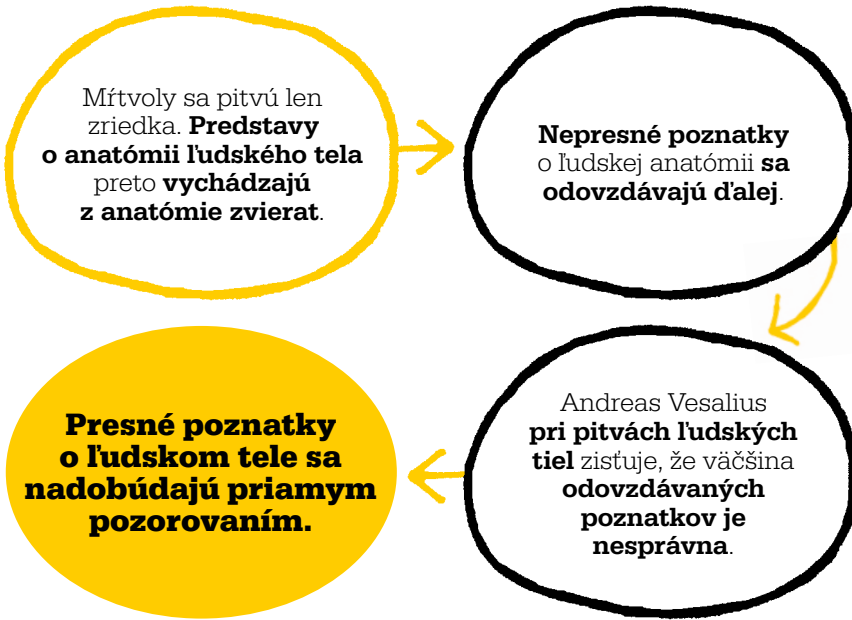 Mŕtvoly sa pitvú len
zriedka. Predstavy
o anatómii ľudského tela
preto vychádzajú
z anatómie zvierat.
Nepresné poznatky
o ľudskej anatómii sa
odovzdávajú ďalej.
Andreas Vesalius
pri pitvách ľudských
tiel zisťuje, že väčšina
odovzdávaných
poznatkov je
nesprávna.
Presné poznatky
o ľudskom tele sa
nadobúdajú priamym
pozorovaním.